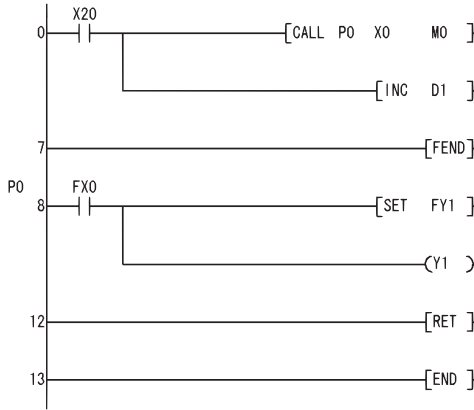 X20
0 [CALL P0 X0 M0 ]
[INC D1 ]
7 [FEND]
P0 FX0
8 [SET FY1 ]
(Y1 )
12 [RET ]
13 [END ]